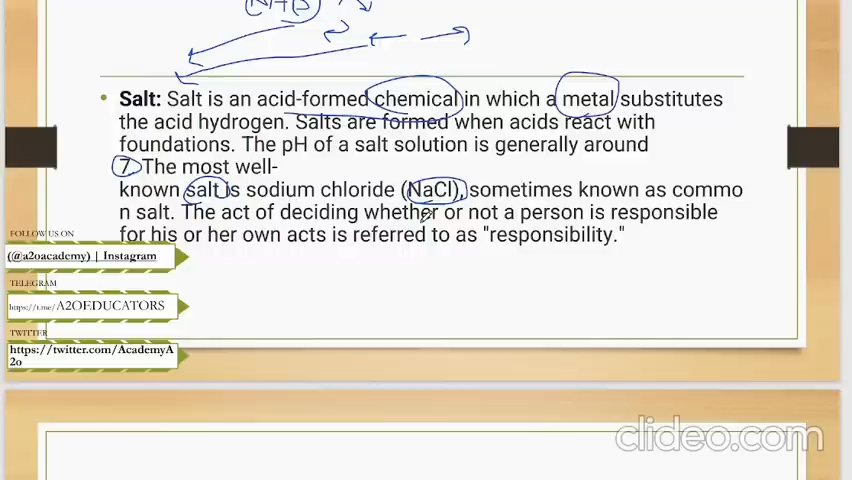 • Salt: Salt is an acid-formed chemical in which a metal substitutes
the acid hydrogen. Salts are formed when acids react with
foundations. The pH of a salt solution is generally around
7. The most well-
known salt is sodium chloride (NaCl), sometimes known as commo
n salt. The act of deciding whether or not a person is responsible
for his or her own acts is referred to as "responsibility."
FOLLOW US ON
(@a2oacademy) | Instagram
TELEGRAM
https://t.me/A2OEDUCATORS
TWITTER
https://twitter.com/AcademyA
2o
clideo.com